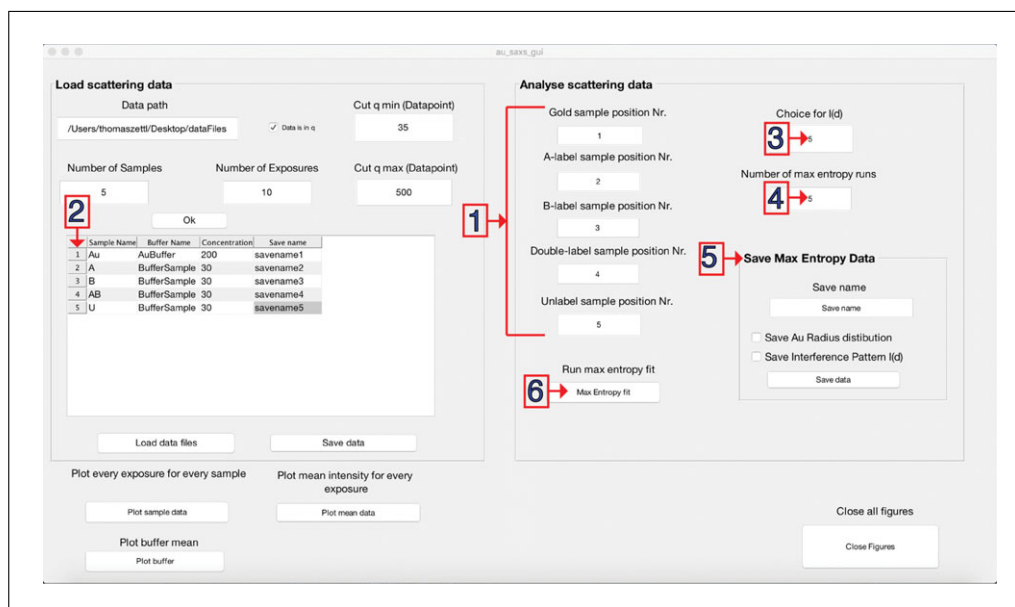 au_saxs_gui
Load scattering data
Data path
Cut q min (Datapoint)
/Users/thomaszettl/Desktop/dataFiles
Data is in q
35
Number of Samples
Number of Exposures
Cut q max (Datapoint)
5
10
500
2
Ok
Sample Name Buffer Name Concentration Save name
1 Au AuBuffer 200 savename1
2 A BufferSample 30 savename2
3 B BufferSample 30 savename3
4 AB BufferSample 30 savename4
5 U BufferSample 30 savename5
Load data files
Save data
Plot every exposure for every sample
Plot mean intensity for every
exposure
Plot sample data
Plot mean data
Plot buffer mean
Plot buffer
Analyse scattering data
1
Gold sample position Nr.
1
A-label sample position Nr.
2
B-label sample position Nr.
3
Double-label sample position Nr.
4
Unlabel sample position Nr.
5
Run max entropy fit
6
Max Entropy fit
Choice for I(d)
3
5
Number of max entropy runs
4
5
5
Save Max Entropy Data
Save name
Save name
Save Au Radius distibution
Save Interference Pattern I(d)
Save data
Close all figures
Close Figures